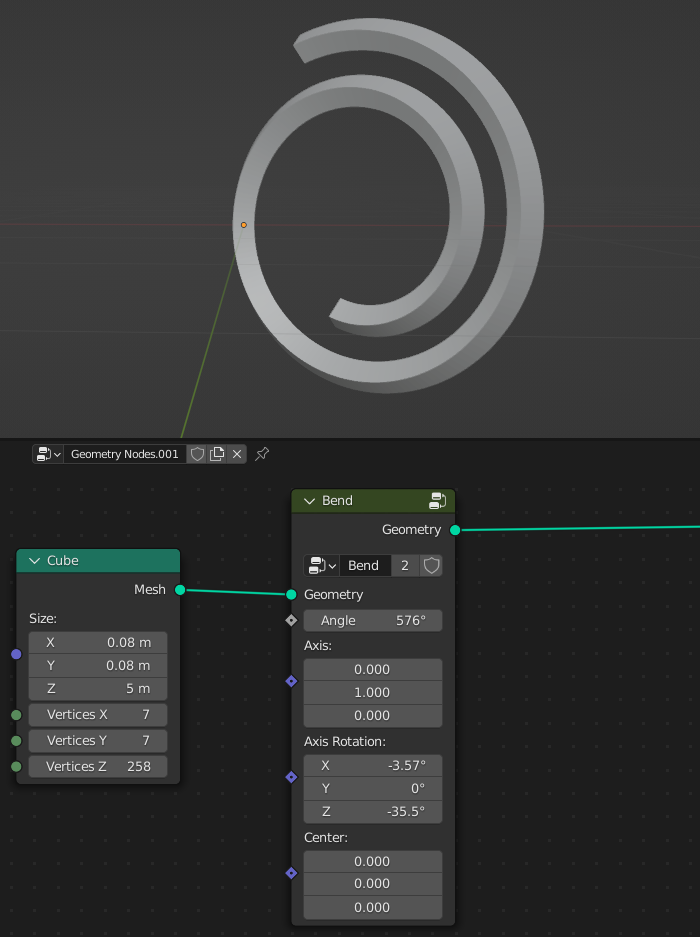 Geometry Nodes.001
Bend
Geometry
Bend 2
Geometry
Angle 576°
Axis:
0.000
1.000
0.000
Axis Rotation:
X -3.57°
Y 0°
Z -35.5°
Center:
0.000
0.000
0.000
Cube
Mesh
Size:
X 0.08 m
Y 0.08 m
Z 5 m
Vertices X 7
Vertices Y 7
Vertices Z 258